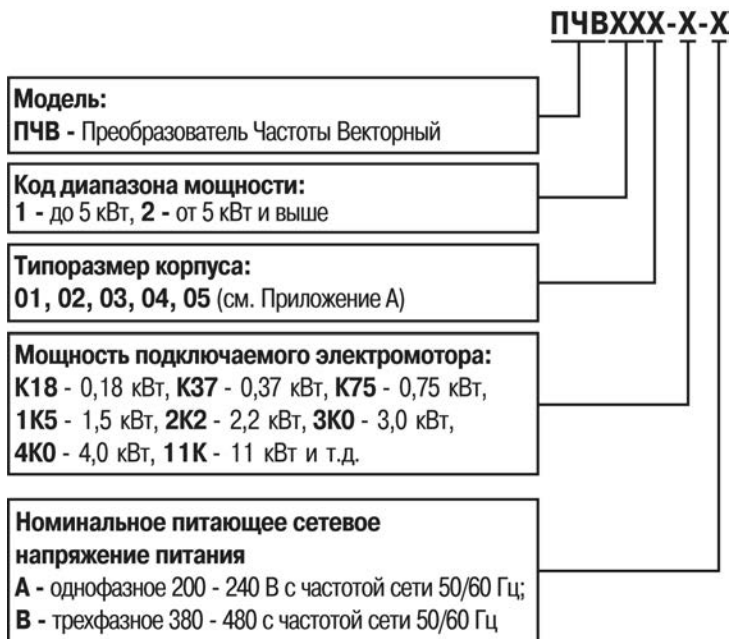 ПЧВХХХ-Х-Х
Модель:
ПЧВ - Преобразователь Частоты Векторный
Код диапазона мощности:
1 - до 5 кВт, 2 - от 5 кВт и выше
Типоразмер корпуса:
01, 02, 03, 04, 05 (см. Приложение А)
Мощность подключаемого электромотора:
К18 - 0,18 кВт, К37 - 0,37 кВт, К75 - 0,75 кВт,
1К5 - 1,5 кВт, 2К2 - 2,2 кВт, 3К0 - 3,0 кВт,
4К0 - 4,0 кВт, 11К - 11 кВт и т.д.
Номинальное питающее сетевое
напряжение питания
А - однофазное 200 - 240 В с частотой сети 50/60 Гц;
В - трехфазное 380 - 480 с частотой сети 50/60 Гц